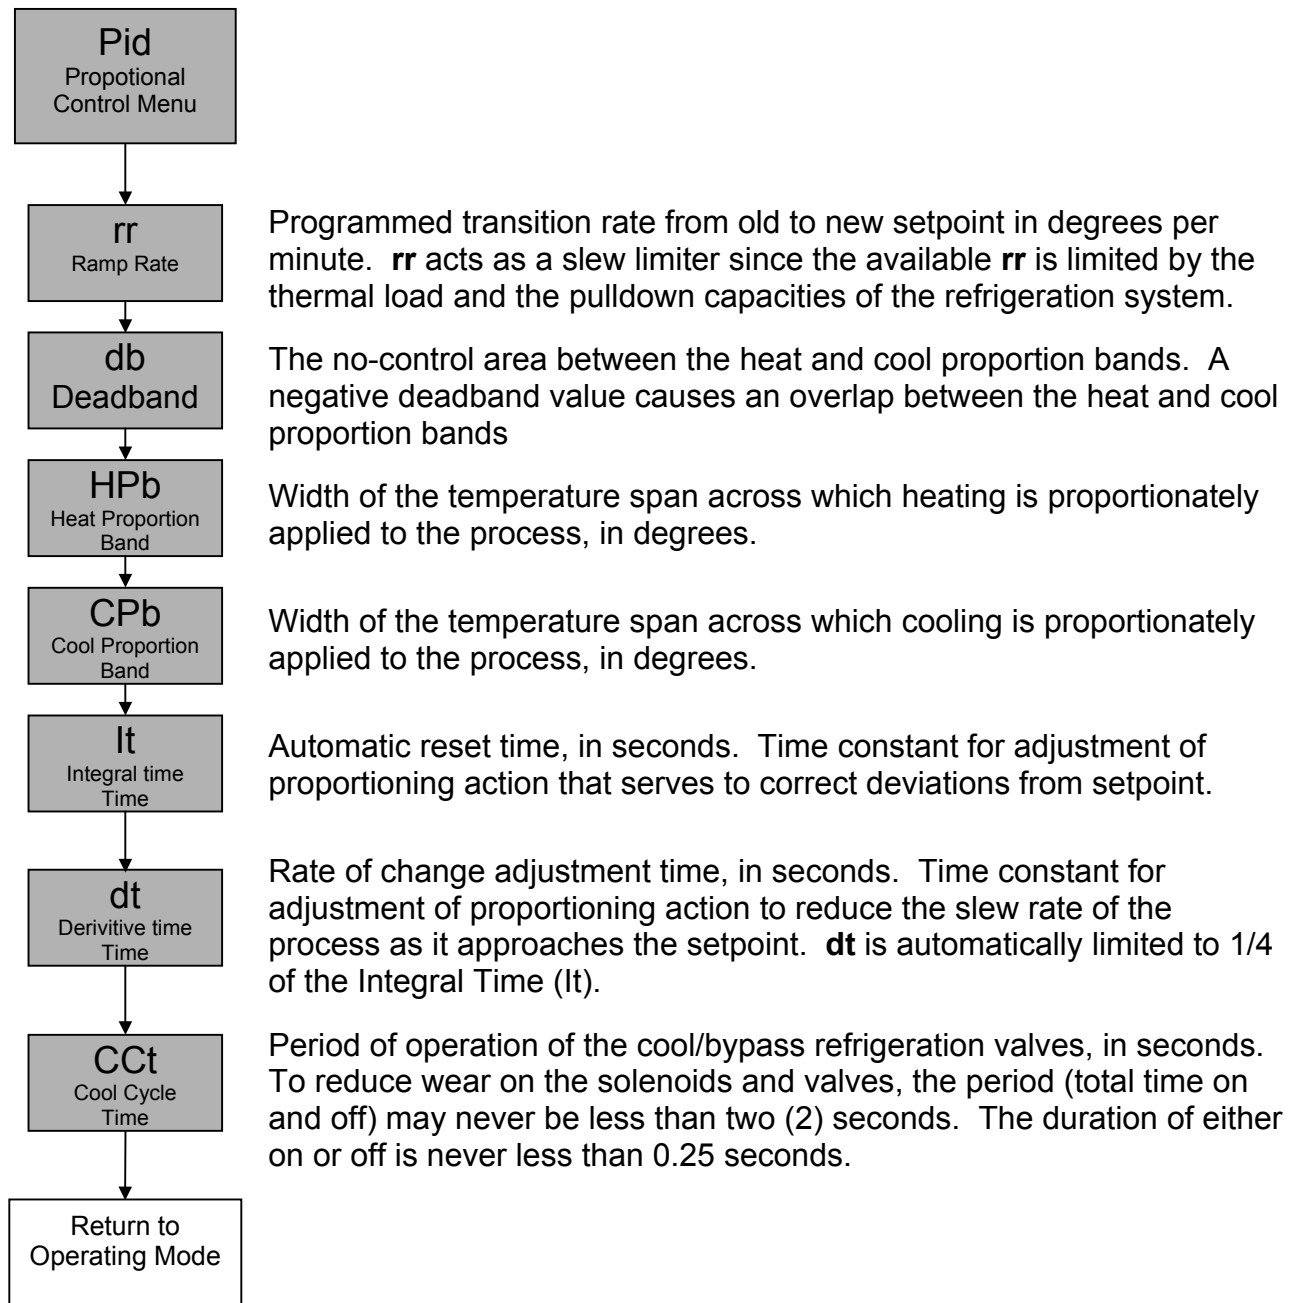 Pid
Propotional
Control Menu
rr
Ramp Rate
Programmed transition rate from old to new setpoint in degrees per
minute.  rr acts as a slew limiter since the available rr is limited by the
thermal load and the pulldown capacities of the refrigeration system.
db
Deadband
The no-control area between the heat and cool proportion bands.  A
negative deadband value causes an overlap between the heat and cool
proportion bands
HPb
Heat Proportion
Band
Width of the temperature span across which heating is proportionately
applied to the process, in degrees.
CPb
Cool Proportion
Band
Width of the temperature span across which cooling is proportionately
applied to the process, in degrees.
It
Integral time
Time
Automatic reset time, in seconds.  Time constant for adjustment of
proportioning action that serves to correct deviations from setpoint.
dt
Derivitive time
Time
Rate of change adjustment time, in seconds.  Time constant for
adjustment of proportioning action to reduce the slew rate of the
process as it approaches the setpoint.  dt is automatically limited to 1/4
of the Integral Time (It).
CCt
Cool Cycle
Time
Period of operation of the cool/bypass refrigeration valves, in seconds.
To reduce wear on the solenoids and valves, the period (total time on
and off) may never be less than two (2) seconds.  The duration of either
on or off is never less than 0.25 seconds.
Return to
Operating Mode